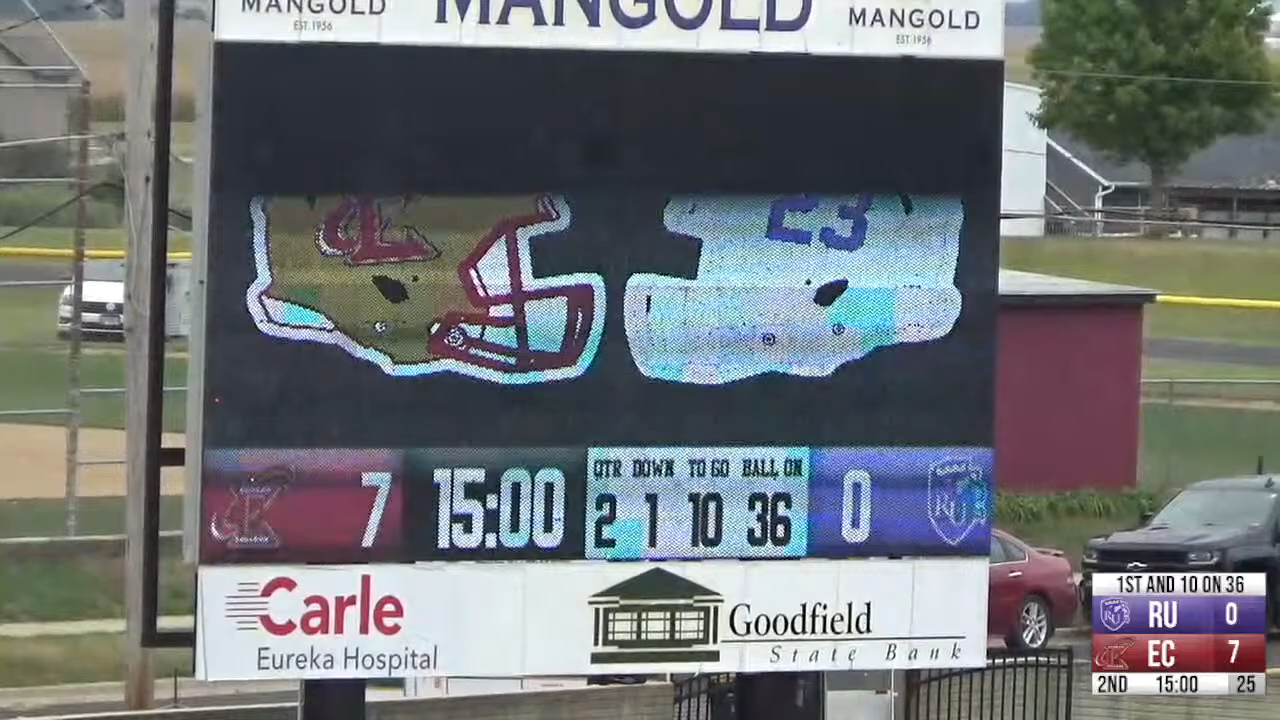 MANGOLD
EST. 1956
MANGOLD
MANGOLD
EST. 1956
EC
23
7
15:00
QTR DOWN TO GO BALL ON
2 1 10 36
0
RU
Carle
Eureka Hospital
Goodfield
State Bank
1ST AND 10 ON 36
RU 0
EC 7
2ND 15:00 25